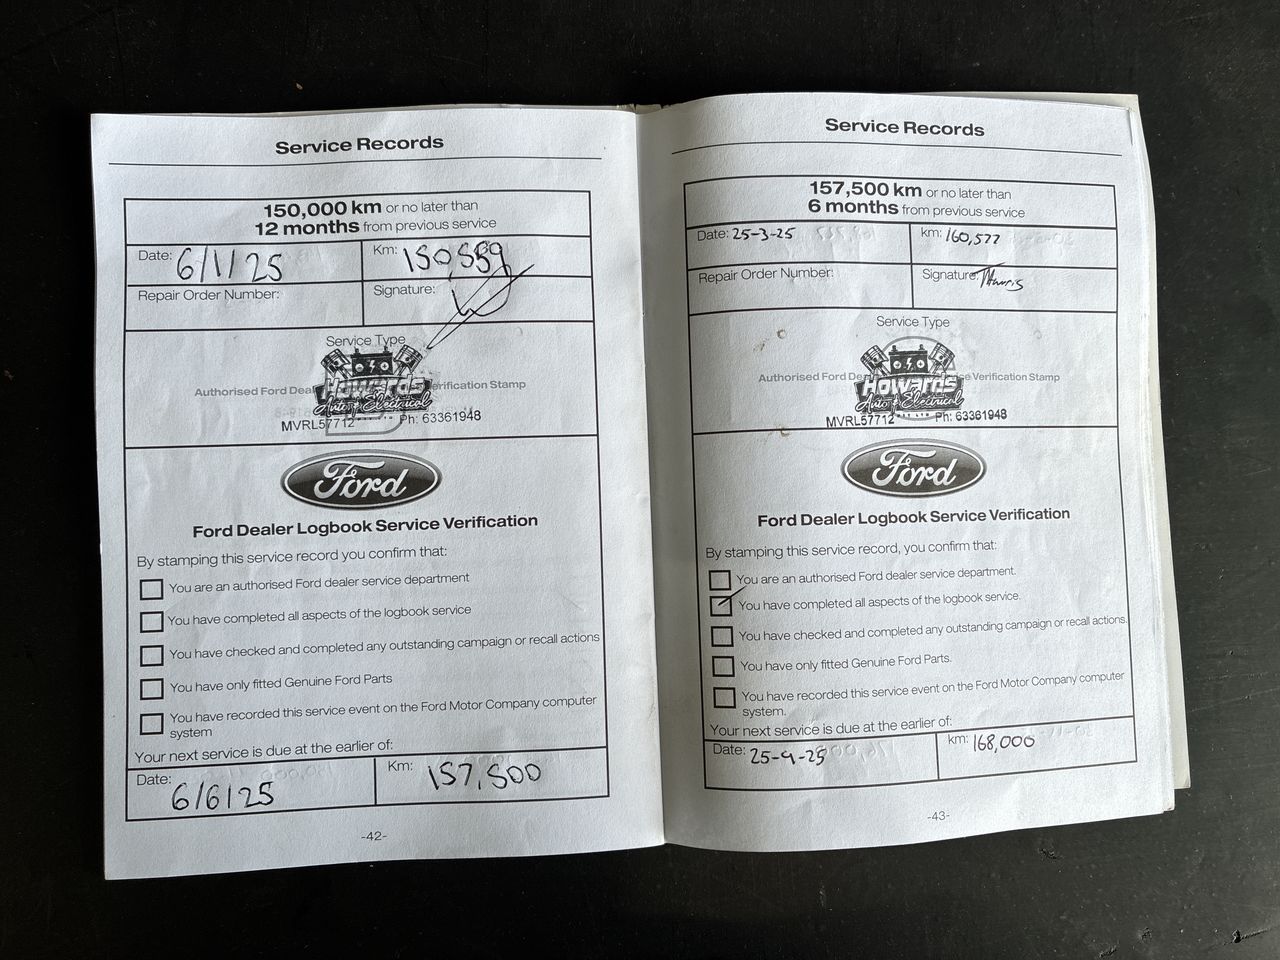 Service Records
150,000 km or no later than
12 months from previous service
Date: 6/1/25
Km: 150559
Repair Order Number:
Signature:
Service Type
Authorised Ford Verification Stamp
Howards
Auto & Electrical
MVRL57712 Ph: 63361948
Ford
Ford Dealer Logbook Service Verification
By stamping this service record you confirm that:
You are an authorised Ford dealer service department
You have completed all aspects of the logbook service
You have checked and completed any outstanding campaign or recall actions
You have only fitted Genuine Ford Parts
You have recorded this service event on the Ford Motor Company computer
system
Your next service is due at the earlier of:
Date: 6/6/25
Km: 157,500
-42-
Service Records
157,500 km or no later than
6 months from previous service
Date: 25-3-25
km: 160,577
Repair Order Number:
Signature: THarris
Service Type
Authorised Ford Verification Stamp
Howards
Auto & Electrical
PTY LTD
MVRL57712 Ph: 63361948
Ford
Ford Dealer Logbook Service Verification
By stamping this service record, you confirm that:
You are an authorised Ford dealer service department.
You have completed all aspects of the logbook service.
You have checked and completed any outstanding campaign or recall actions.
You have only fitted Genuine Ford Parts.
You have recorded this service event on the Ford Motor Company computer
system.
Your next service is due at the earlier of:
Date: 25-9-25
km: 168,000
-43-